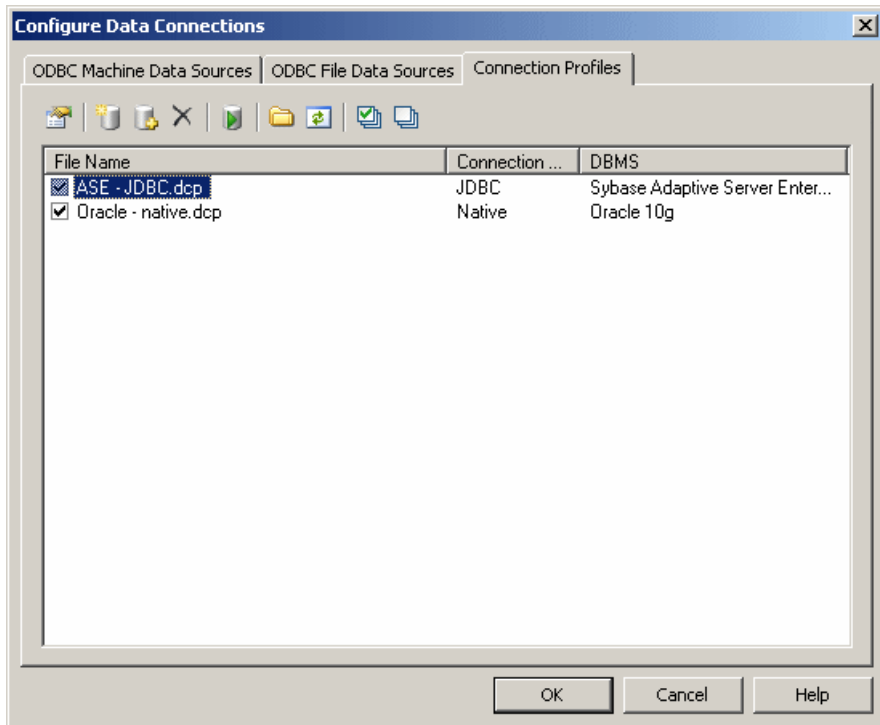 Configure Data Connections
ODBC Machine Data Sources ODBC File Data Sources Connection Profiles
File Name Connection ... DBMS
ASE - JDBC.dcp JDBC Sybase Adaptive Server Enter...
Oracle - native.dcp Native Oracle 10g
OK Cancel Help